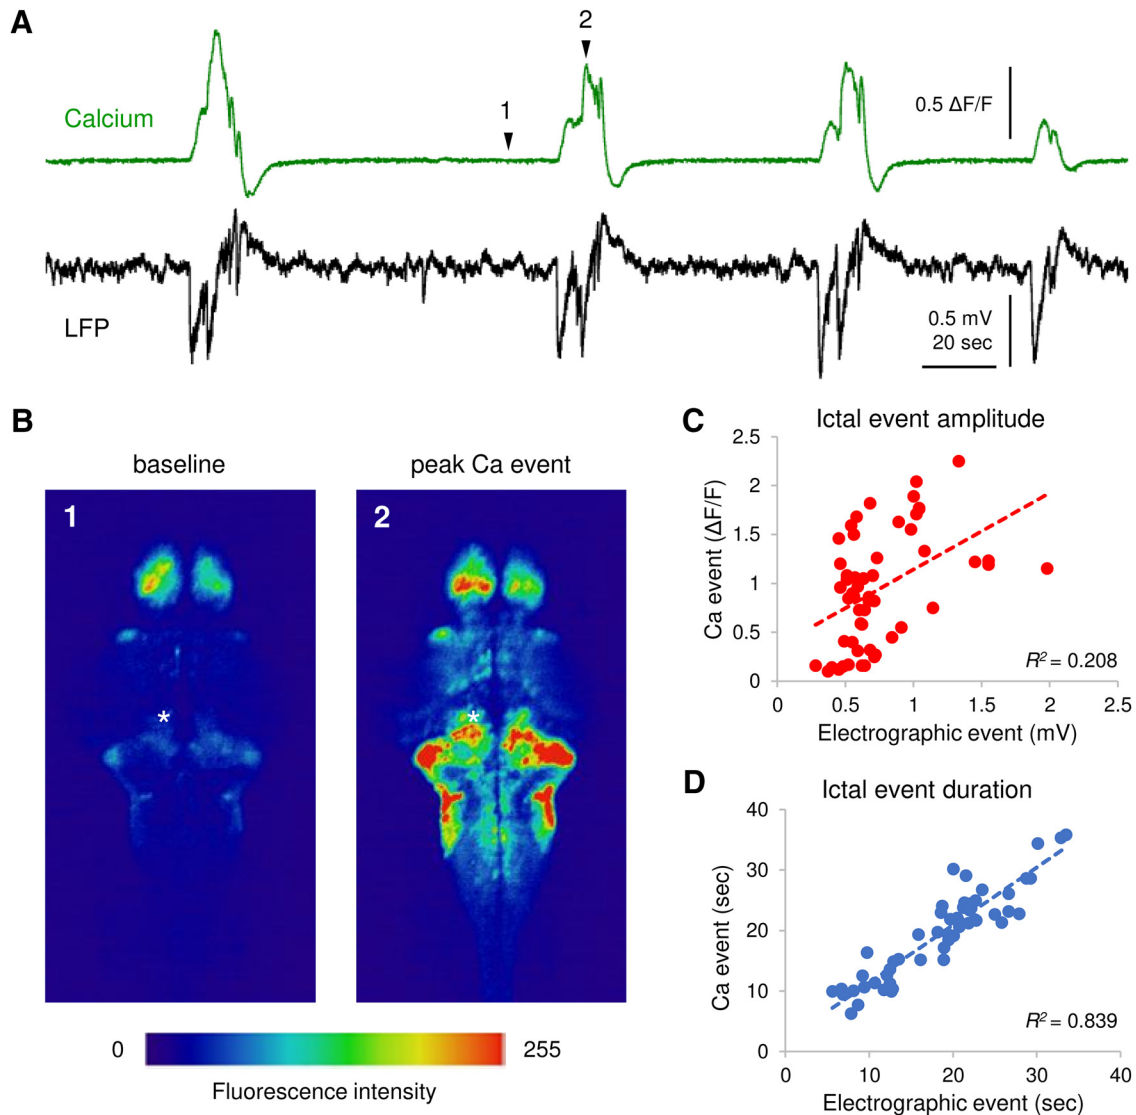 A
2
1
Calcium
0.5 ΔF/F
LFP
0.5 mV
20 sec
B
baseline
peak Ca event
1
2
*
*
0
255
Fluorescence intensity
C
Ictal event amplitude
2.5
2
1.5
1
0.5
0
Ca event (ΔF/F)
R² = 0.208
0 0.5 1 1.5 2 2.5
Electrographic event (mV)
D
Ictal event duration
40
30
20
10
0
Ca event (sec)
R² = 0.839
0 10 20 30 40
Electrographic event (sec)